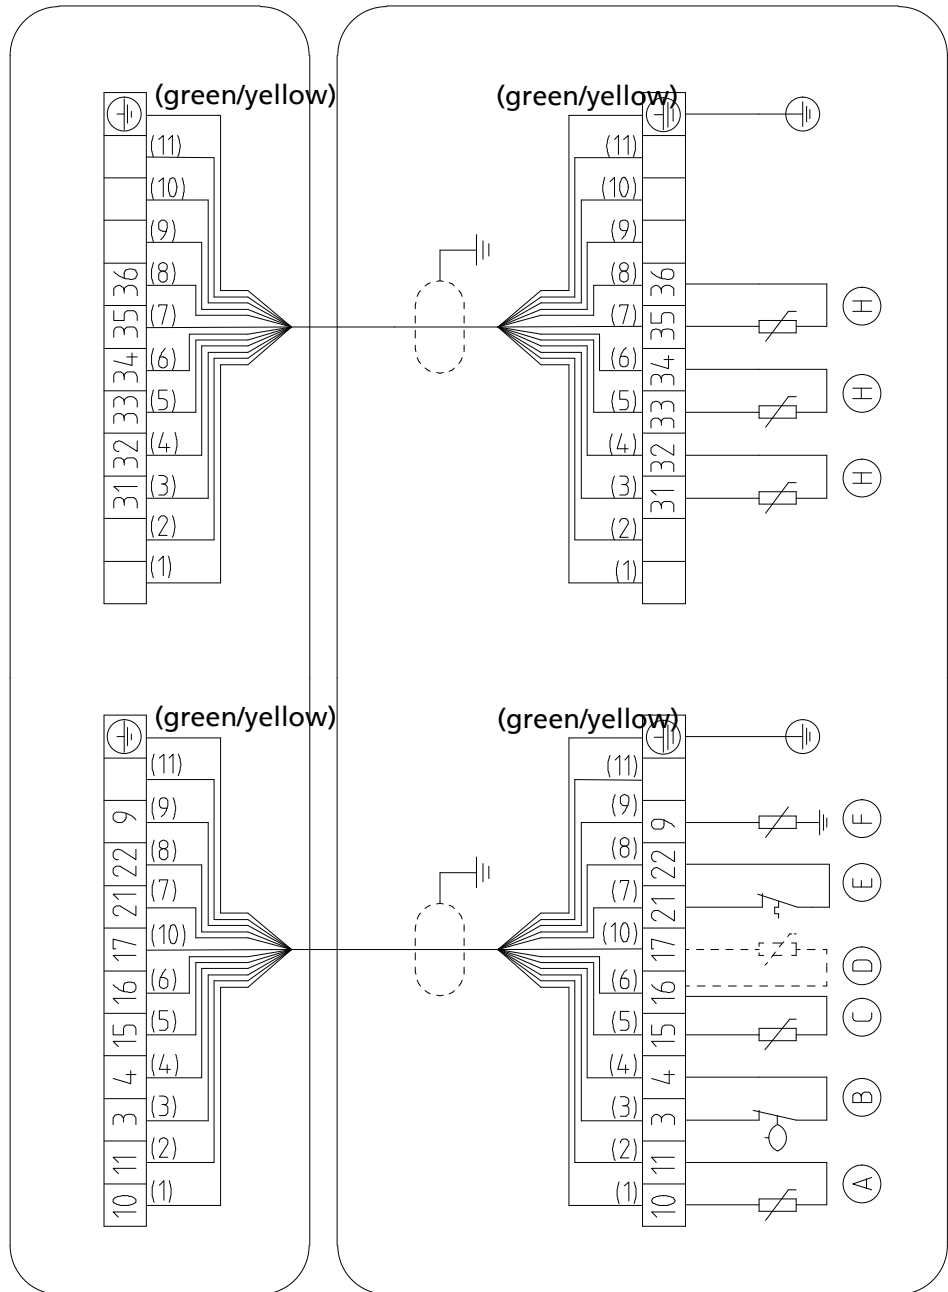 (green/yellow) (green/yellow)
(11) (11)
(10) (10)
(9) (9)
36 (8) (8) 36 H
35 (7) (7) 35
34 (6) (6) 34 H
33 (5) (5) 33
32 (4) (4) 32 H
31 (3) (3) 31
(2) (2)
(1) (1)
(green/yellow) (green/yellow)
(11) (11)
9 (9) (9) 9 F
22 (8) (8) 22 E
21 (7) (7) 21
17 (10) (10) 17 D
16 (6) (6) 16 C
15 (5) (5) 15
4 (4) (4) 4 B
3 (3) (3) 3
11 (2) (2) 11 A
10 (1) (1) 10